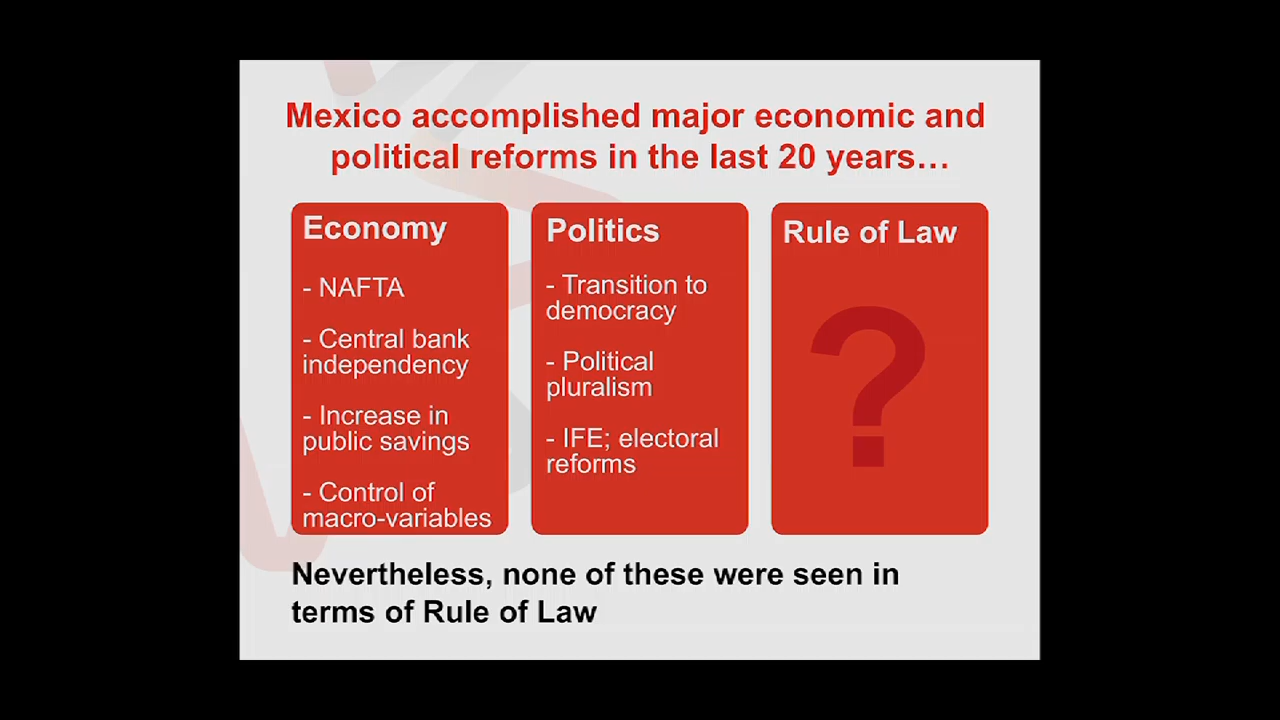 Mexico accomplished major economic and
political reforms in the last 20 years…
Economy
- NAFTA
- Central bank
independency
- Increase in
public savings
- Control of
macro-variables
Politics
- Transition to
democracy
- Political
pluralism
- IFE; electoral
reforms
Rule of Law
?
Nevertheless, none of these were seen in
terms of Rule of Law